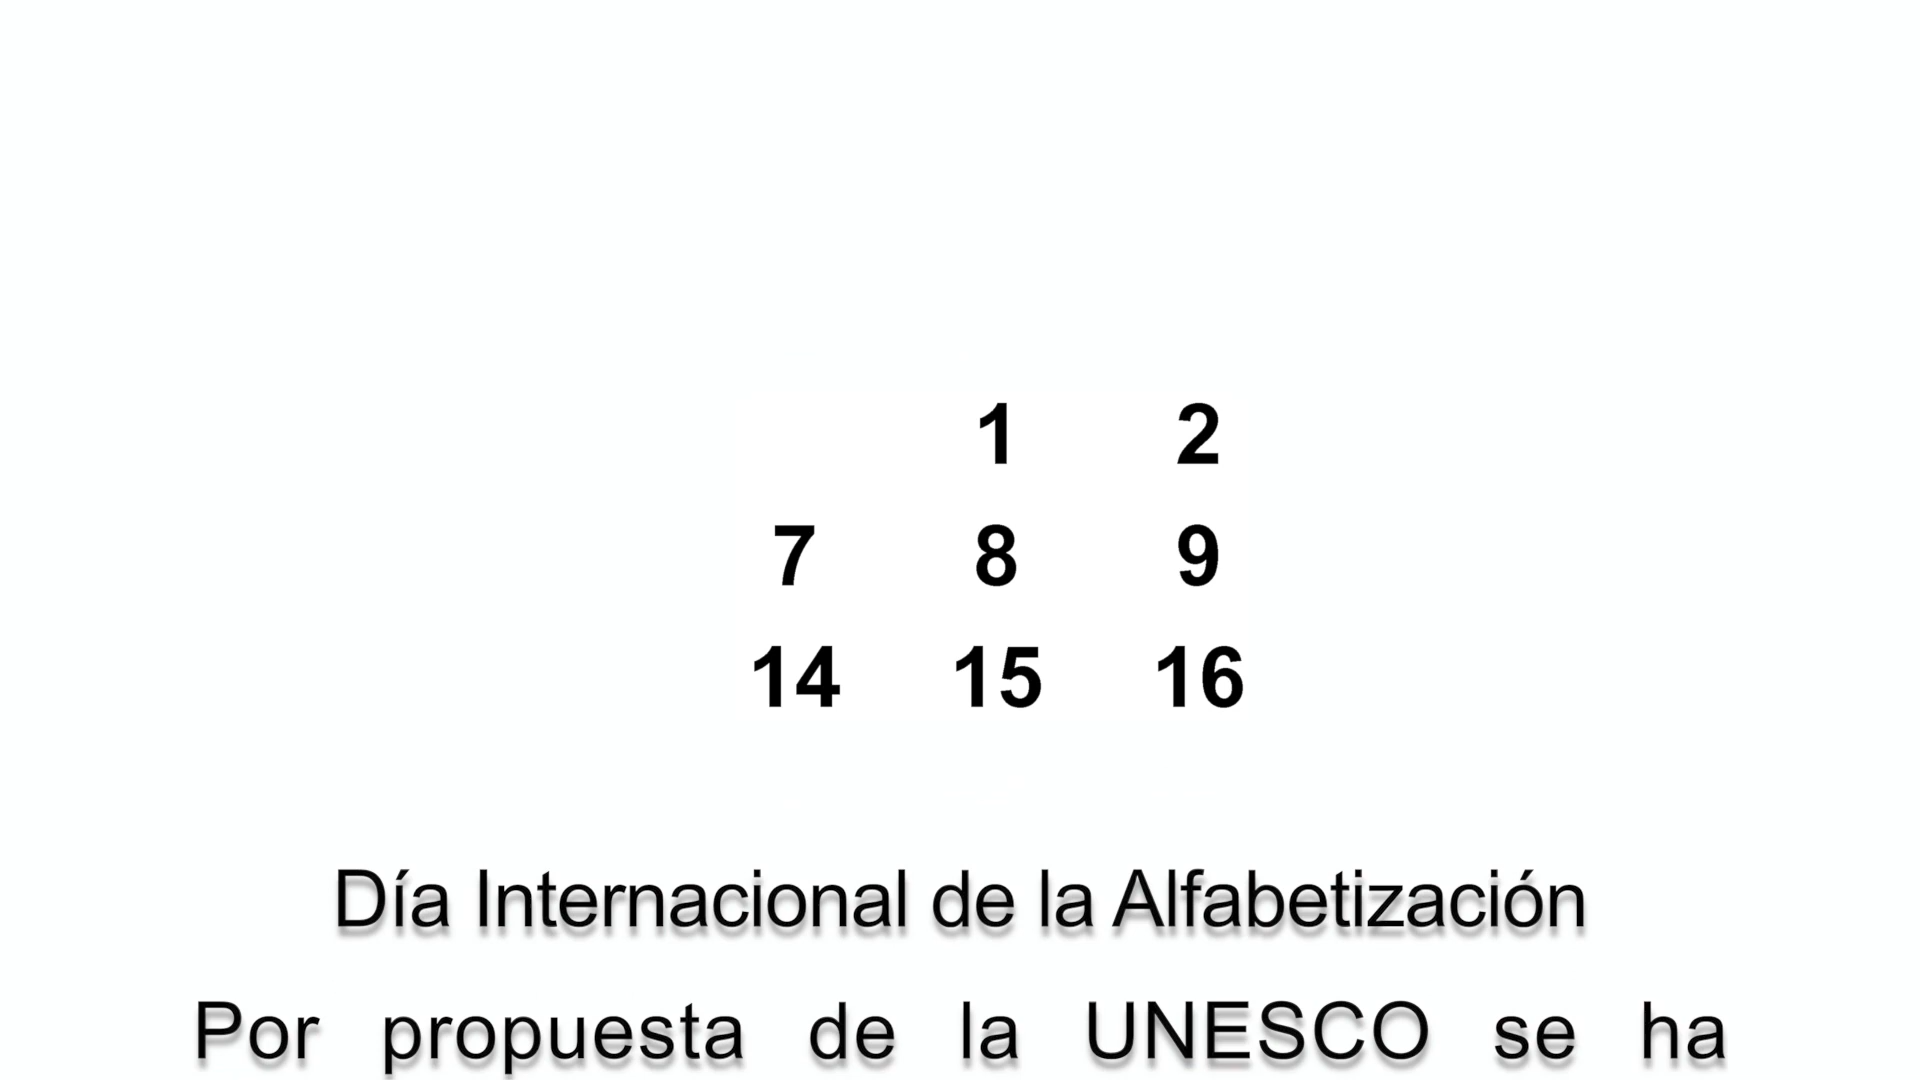 1 2
7 8 9
14 15 16
Día Internacional de la Alfabetización
Por propuesta de la UNESCO se ha